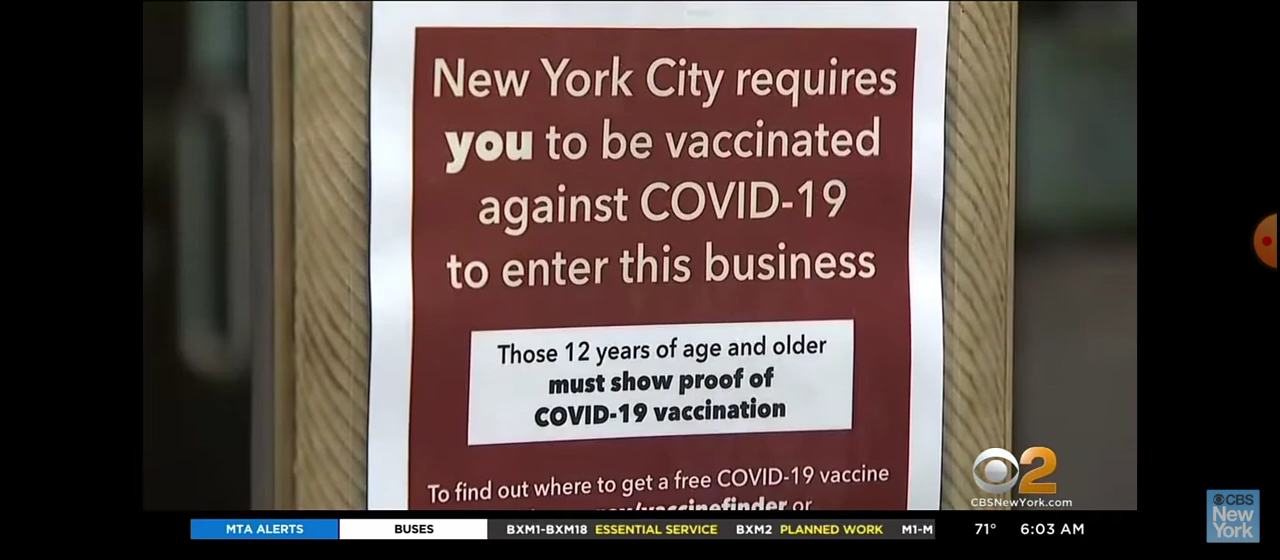 New York City requires
you to be vaccinated
against COVID-19
to enter this business
Those 12 years of age and older
must show proof of
COVID-19 vaccination
To find out where to get a free COVID-19 vaccine
or
2
CBSNewYork.com
MTA ALERTS
BUSES
BXM1-BXM18 ESSENTIAL SERVICE BXM2 PLANNED WORK M1-M
71° 6:03 AM
CBS
New
York